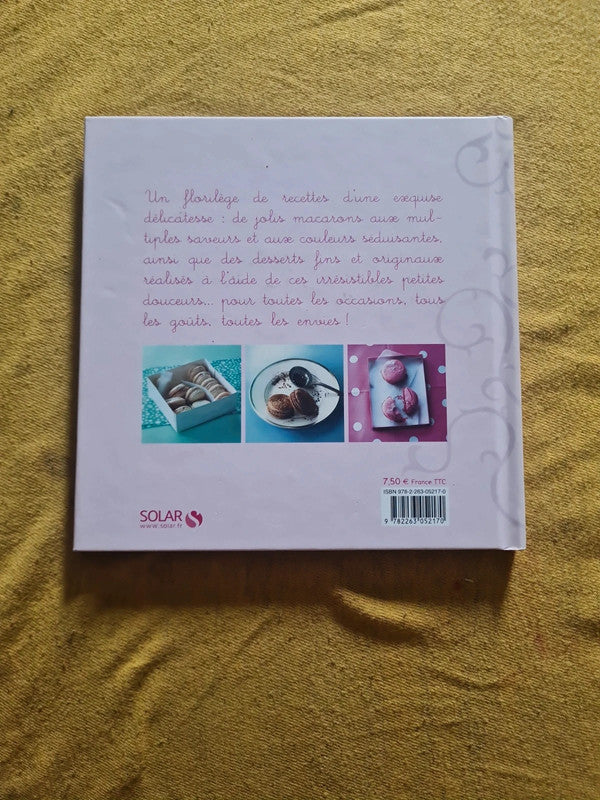 Un florilège de recettes d'une exquise
délicatesse : de jolis macarons aux mul-
tiples saveurs et aux couleurs séduisantes,
ainsi que des desserts fins et originaux
réalisés à l'aide de ces irrésistibles petites
douceurs... pour toutes les occasions, tous
les goûts, toutes les envies !
7,50 € France TTC
ISBN 978-2-263-05217-0
9 782263 052170
SOLAR
www.solar.fr